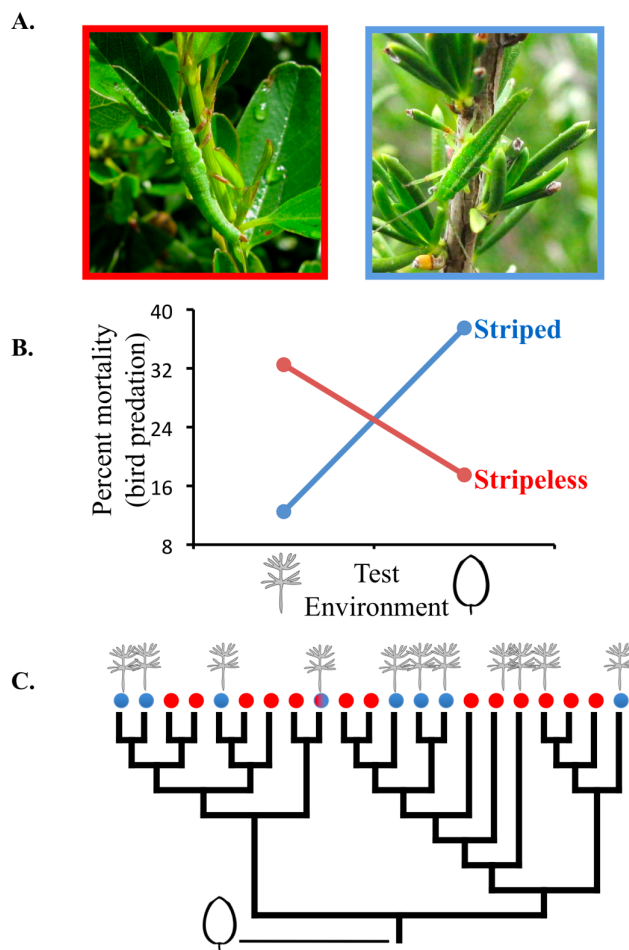 A.
B.
40
32
24
16
8
Percent mortality
(bird predation)
Striped
Stripeless
Test
Environment
C.